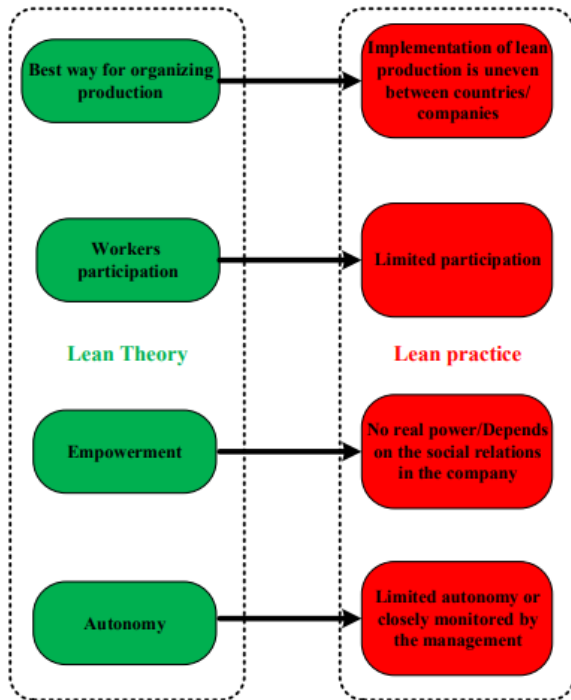 Best way for organizing
production
Implementation of lean
production is uneven
between countries/
companies
Workers
participation
Limited participation
Lean Theory
Lean practice
Empowerment
No real power/Depends
on the social relations
in the company
Autonomy
Limited autonomy or
closely monitored by
the management